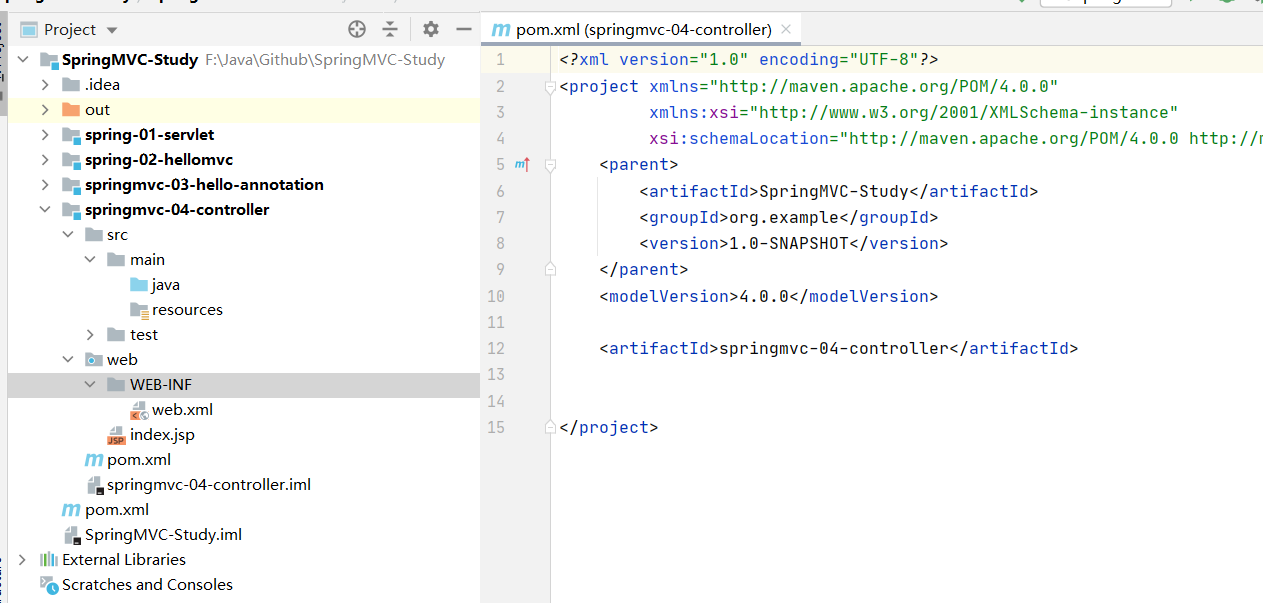 Project
SpringMVC-Study F:\Java\Github\SpringMVC-Study
.idea
out
spring-01-servlet
spring-02-hellomvc
springmvc-03-hello-annotation
springmvc-04-controller
src
main
java
resources
test
web
WEB-INF
web.xml
index.jsp
pom.xml
springmvc-04-controller.iml
pom.xml
SpringMVC-Study.iml
External Libraries
Scratches and Consoles
pom.xml (springmvc-04-controller)
1 <?xml version="1.0" encoding="UTF-8"?>
2 <project xmlns="http://maven.apache.org/POM/4.0.0"
3 xmlns:xsi="http://www.w3.org/2001/XMLSchema-instance"
4 xsi:schemaLocation="http://maven.apache.org/POM/4.0.0 http://m
5 <parent>
6 <artifactId>SpringMVC-Study</artifactId>
7 <groupId>org.example</groupId>
8 <version>1.0-SNAPSHOT</version>
9 </parent>
10 <modelVersion>4.0.0</modelVersion>
11
12 <artifactId>springmvc-04-controller</artifactId>
13
14
15 </project>